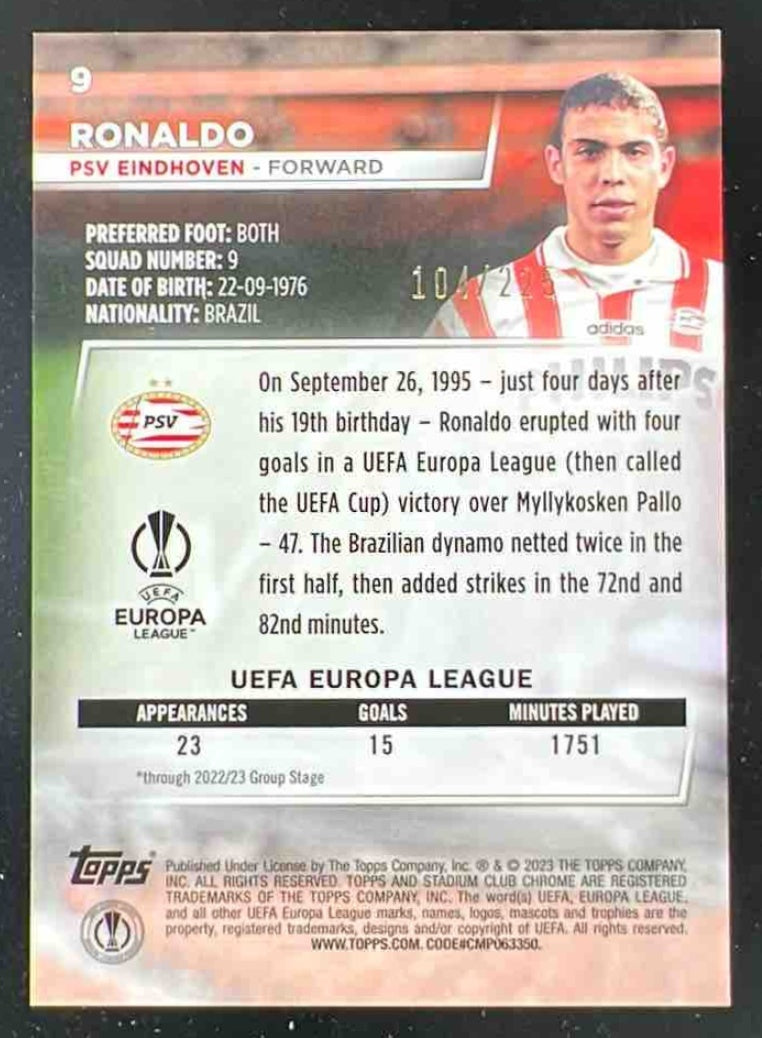 9
RONALDO
PSV EINDHOVEN - FORWARD
PREFERRED FOOT: BOTH
SQUAD NUMBER: 9
DATE OF BIRTH: 22-09-1976
NATIONALITY: BRAZIL
104/225
adidas
PHILIPS
On September 26, 1995 – just four days after
his 19th birthday – Ronaldo erupted with four
goals in a UEFA Europa League (then called
the UEFA Cup) victory over Myllykosken Pallo
– 47. The Brazilian dynamo netted twice in the
first half, then added strikes in the 72nd and
82nd minutes.
PSV
UEFA
EUROPA
LEAGUE™
UEFA EUROPA LEAGUE
APPEARANCES GOALS MINUTES PLAYED
23 15 1751
*through 2022/23 Group Stage
Topps
Published Under License by The Topps Company, Inc. ® & © 2023 THE TOPPS COMPANY,
INC. ALL RIGHTS RESERVED. TOPPS AND STADIUM CLUB CHROME ARE REGISTERED
TRADEMARKS OF THE TOPPS COMPANY, INC. The word(s) UEFA, EUROPA LEAGUE,
and all other UEFA Europa League marks, names, logos, mascots and trophies are the
property, registered trademarks, designs and/or copyright of UEFA. All rights reserved.
WWW.TOPPS.COM. CODE#CMP063350.